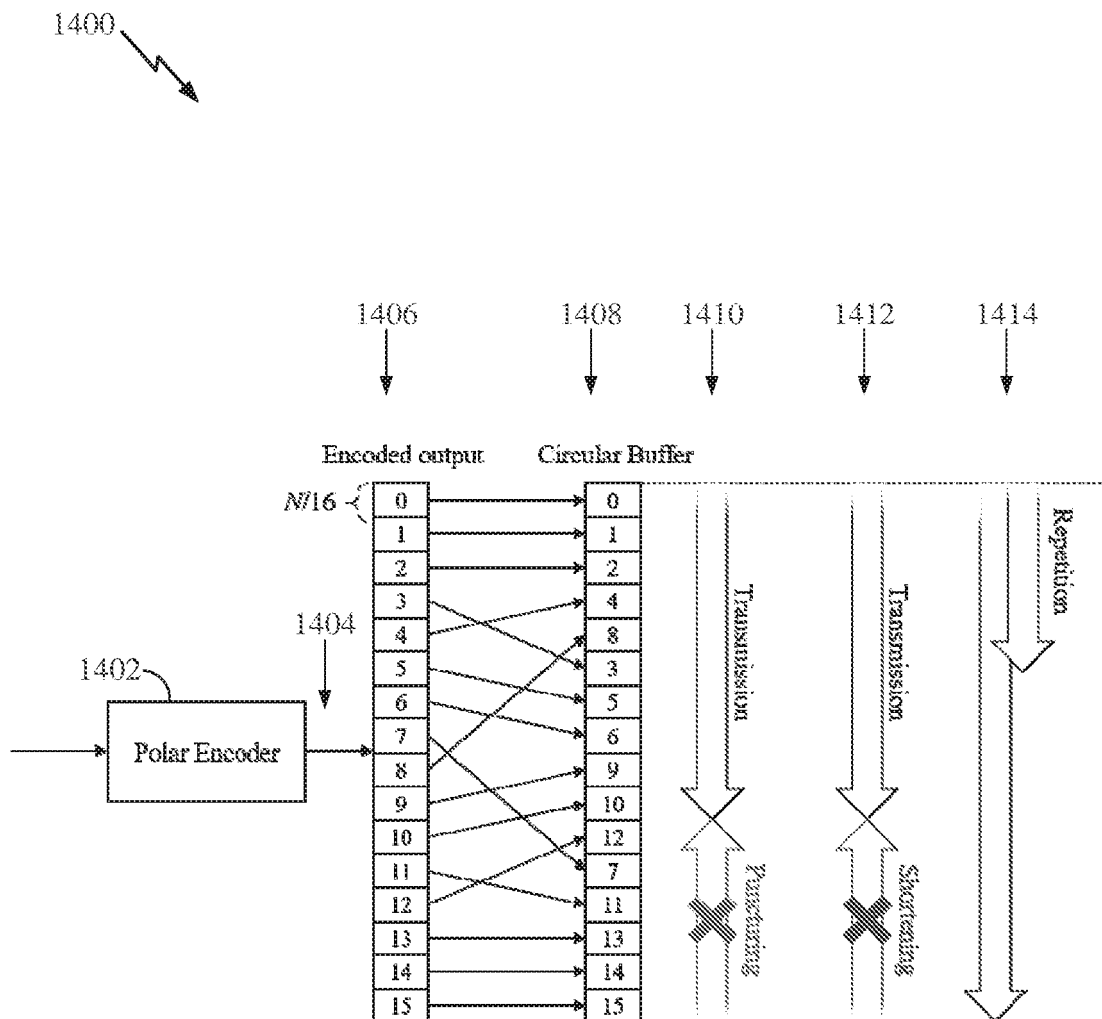 1400
1406 1408 1410 1412 1414
Encoded output Circular Buffer
N/16
0 0
1 1
2 2
3 4
4 8
5 3
6 5
7 6
8 9
9 10
10 12
11 7
12 11
13 13
14 14
15 15
1404
1402
Polar Encoder
Transmission
Puncturing
Transmission
Shortening
Repetition